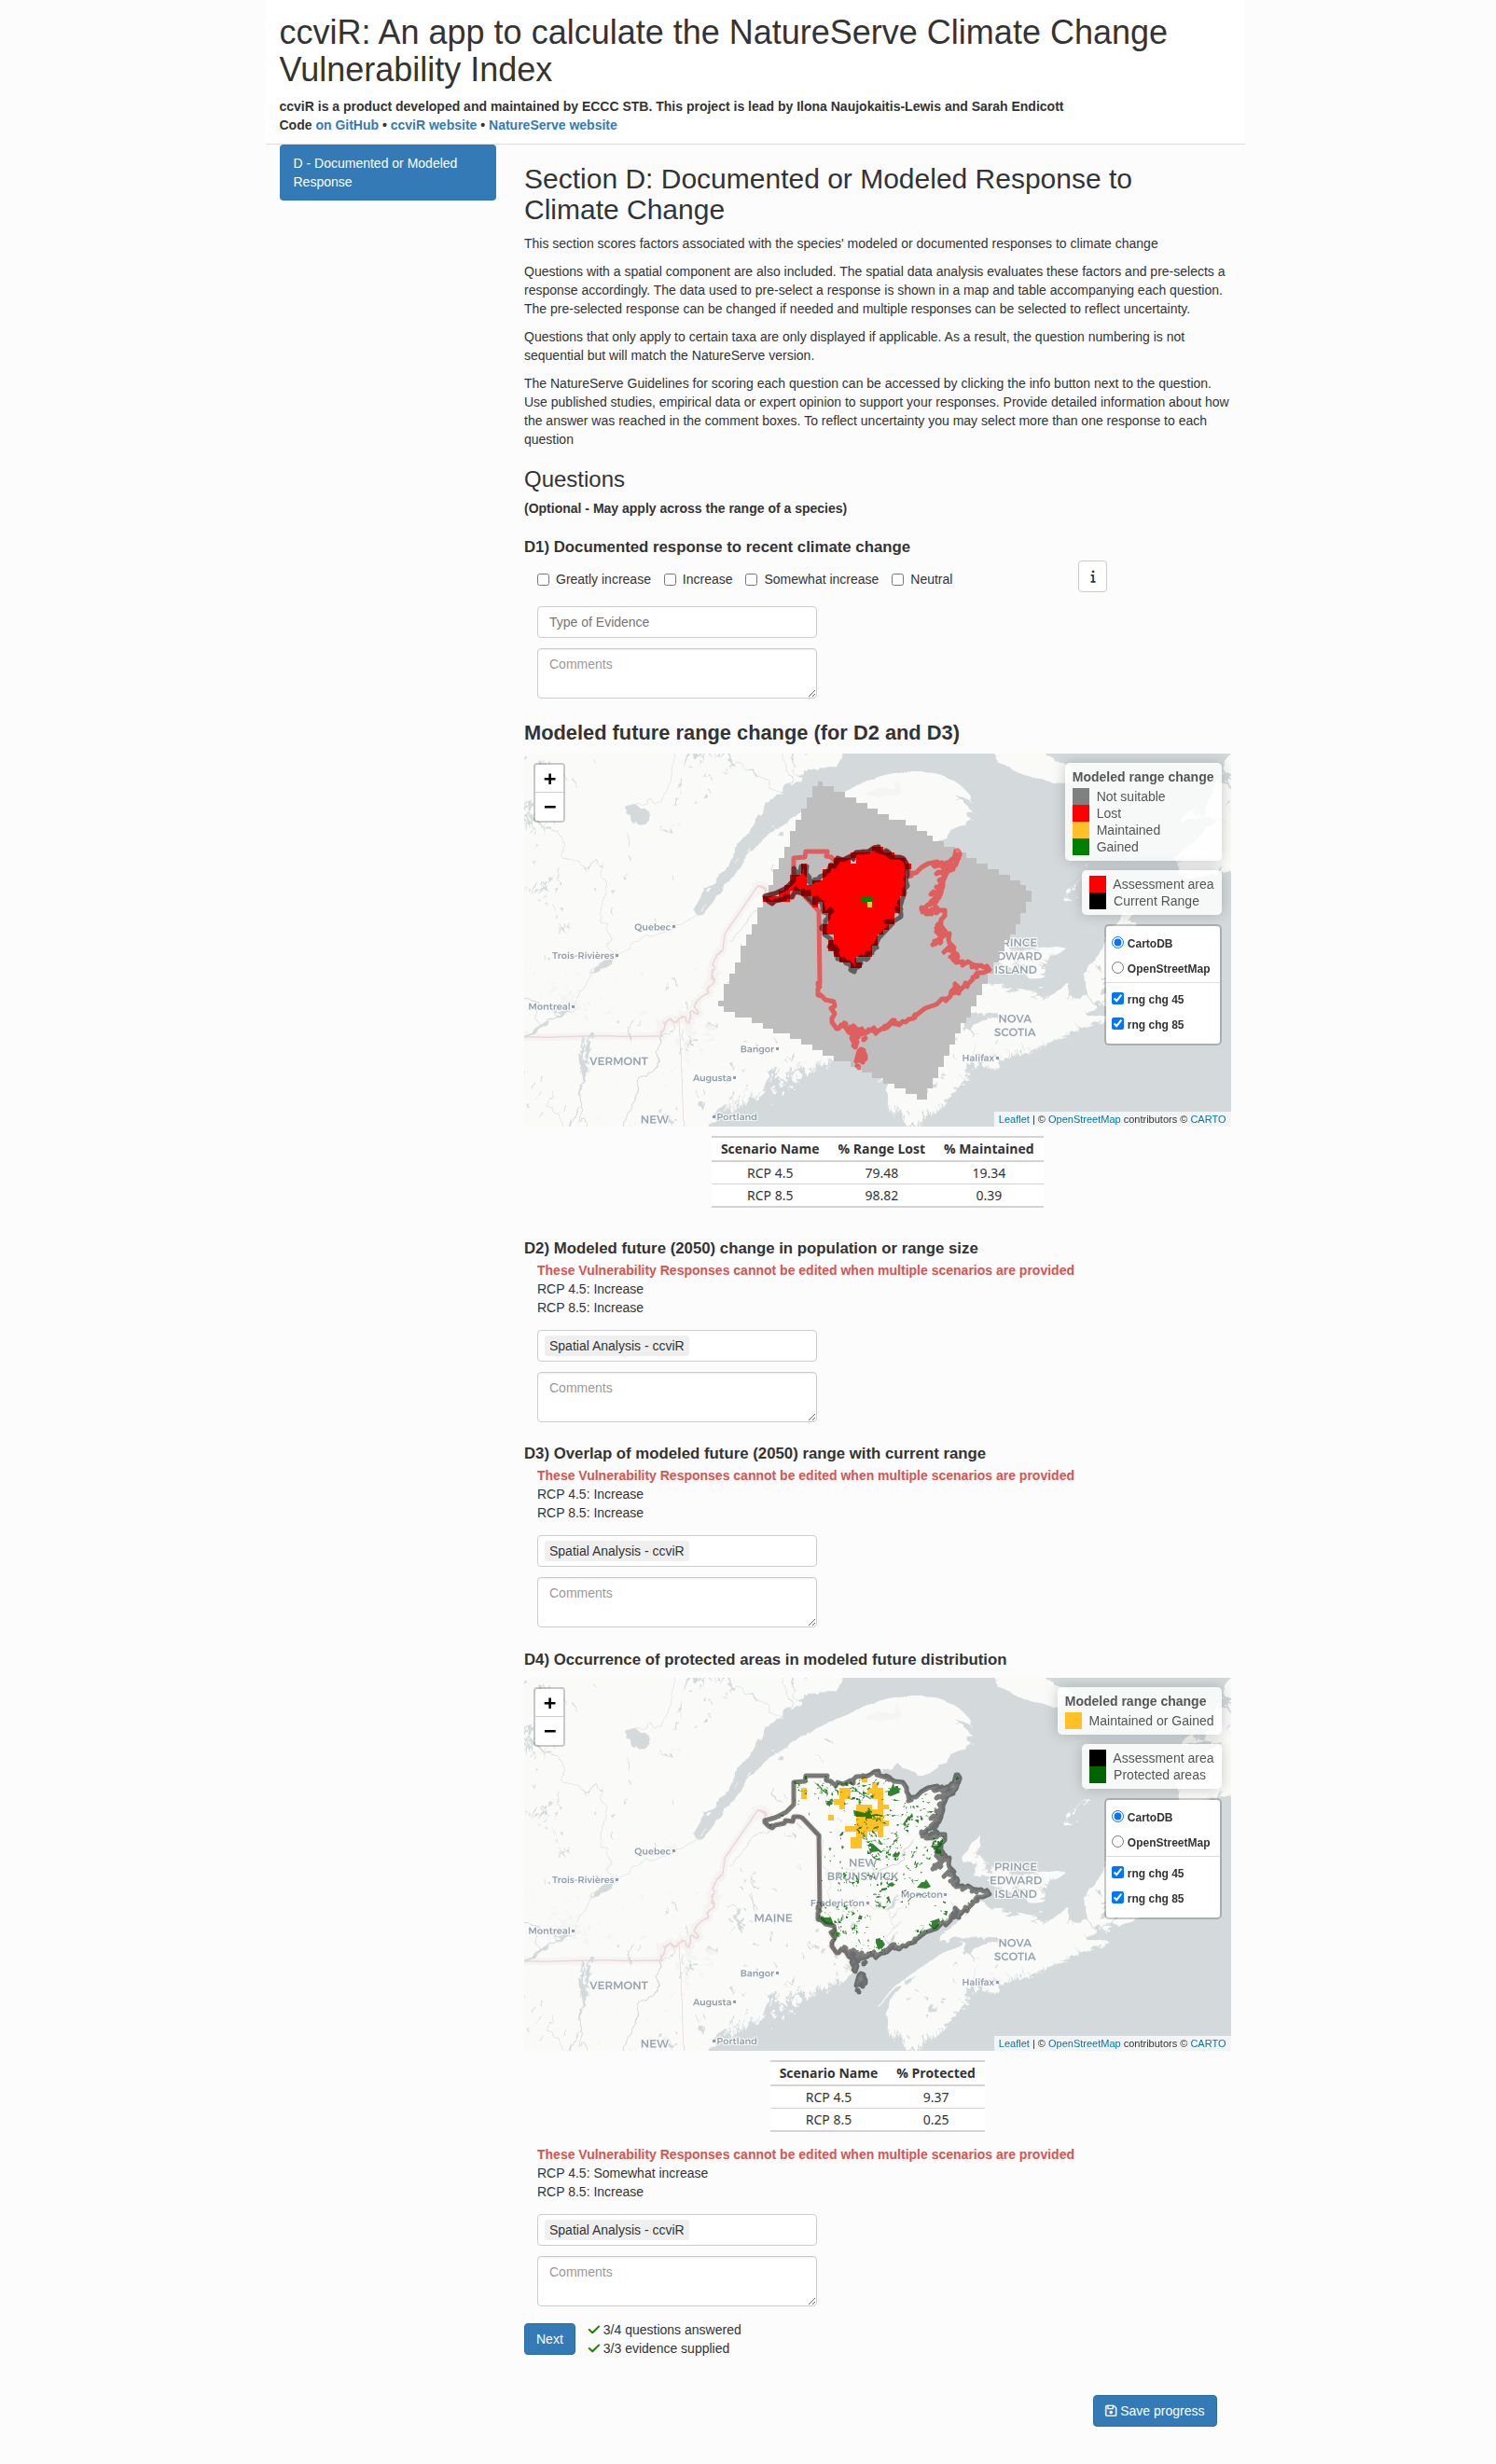 ccviR: An app to calculate the NatureServe Climate Change
Vulnerability Index
ccviR is a product developed and maintained by ECCC STB. This project is lead by Ilona Naujokaitis-Lewis and Sarah Endicott
Code on GitHub • ccviR website • NatureServe website
D - Documented or Modeled
Response
Section D: Documented or Modeled Response to
Climate Change
This section scores factors associated with the species' modeled or documented responses to climate change
Questions with a spatial component are also included. The spatial data analysis evaluates these factors and pre-selects a
response accordingly. The data used to pre-select a response is shown in a map and table accompanying each question.
The pre-selected response can be changed if needed and multiple responses can be selected to reflect uncertainty.
Questions that only apply to certain taxa are only displayed if applicable. As a result, the question numbering is not
sequential but will match the NatureServe version.
The NatureServe Guidelines for scoring each question can be accessed by clicking the info button next to the question.
Use published studies, empirical data or expert opinion to support your responses. Provide detailed information about how
the answer was reached in the comment boxes. To reflect uncertainty you may select more than one response to each
question
Questions
(Optional - May apply across the range of a species)
D1) Documented response to recent climate change
Greatly increase Increase Somewhat increase Neutral
i
Type of Evidence
Comments
Modeled future range change (for D2 and D3)
+
−
Modeled range change
Not suitable
Lost
Maintained
Gained
Assessment area
Current Range
CartoDB
OpenStreetMap
rng chg 45
rng chg 85
Quebec
Trois-Rivières
Montreal
RINCE
DWARD
ISLAND
NOVA
SCOTIA
Bangor
VERMONT
Halifax
Augusta
NEW
Portland
Leaflet | © OpenStreetMap contributors © CARTO
Scenario Name % Range Lost % Maintained
RCP 4.5 79.48 19.34
RCP 8.5 98.82 0.39
D2) Modeled future (2050) change in population or range size
These Vulnerability Responses cannot be edited when multiple scenarios are provided
RCP 4.5: Increase
RCP 8.5: Increase
Spatial Analysis - ccviR
Comments
D3) Overlap of modeled future (2050) range with current range
These Vulnerability Responses cannot be edited when multiple scenarios are provided
RCP 4.5: Increase
RCP 8.5: Increase
Spatial Analysis - ccviR
Comments
D4) Occurrence of protected areas in modeled future distribution
+
−
Modeled range change
Maintained or Gained
Assessment area
Protected areas
CartoDB
OpenStreetMap
rng chg 45
rng chg 85
Quebec
Trois-Rivières
Montreal
NEW
BRUNSWICK
Fredericton
Moncton
PRINCE
EDWARD
ISLAND
MAINE
NOVA
SCOTIA
Bangor
VERMONT
Halifax
Augusta
NEW
Portland
Leaflet | © OpenStreetMap contributors © CARTO
Scenario Name % Protected
RCP 4.5 9.37
RCP 8.5 0.25
These Vulnerability Responses cannot be edited when multiple scenarios are provided
RCP 4.5: Somewhat increase
RCP 8.5: Increase
Spatial Analysis - ccviR
Comments
Next
3/4 questions answered
3/3 evidence supplied
Save progress